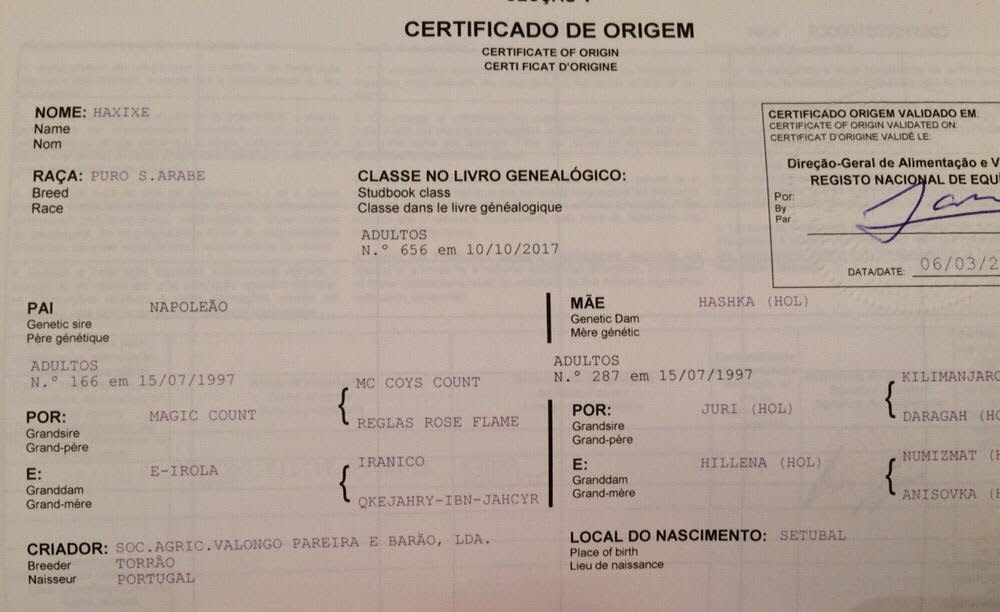 CERTIFICADO DE ORIGEM
CERTIFICATE OF ORIGIN
CERTI FICAT D'ORIGINE
NOME: HAXIXE
Name
Nom
RAÇA: PURO S.ARABE
Breed
Race
CLASSE NO LIVRO GENEALÓGICO:
Studbook class
Classe dans le livre généalogique
ADULTOS
N.º 656 em 10/10/2017
CERTIFICADO ORIGEM VALIDADO EM:
CERTIFICATE OF ORIGIN VALIDATED ON:
CERTIFICAT D'ORIGINE VALIDÉ LE:
Direção-Geral de Alimentação e V
REGISTO NACIONAL DE EQU
Por:
By
Par
DATA/DATE: 06/03/2
PAI NAPOLEÃO
Genetic sire
Père génétique
ADULTOS
N.º 166 em 15/07/1997
POR: MAGIC COUNT
Grandsire
Grand-père
MC COYS COUNT
REGLAS ROSE FLAME
E: E-IROLA
Granddam
Grand-mère
IRANICO
QKEJAHRY-IBN-JAHCYR
MÃE HASHKA (HOL)
Genetic Dam
Mère génétic
ADULTOS
N.º 287 em 15/07/1997
POR: JURI (HOL)
Grandsire
Grand-père
KILIMANJARO
DARAGAH (HO
E: HILLENA (HOL)
Granddam
Grand-mère
NUMIZMAT (H
ANISOVKA (H
CRIADOR: SOC.AGRIC.VALONGO PAREIRA E BARÃO, LDA.
Breeder TORRÃO
Naisseur PORTUGAL
LOCAL DO NASCIMENTO: SETUBAL
Place of birth
Lieu de naissance